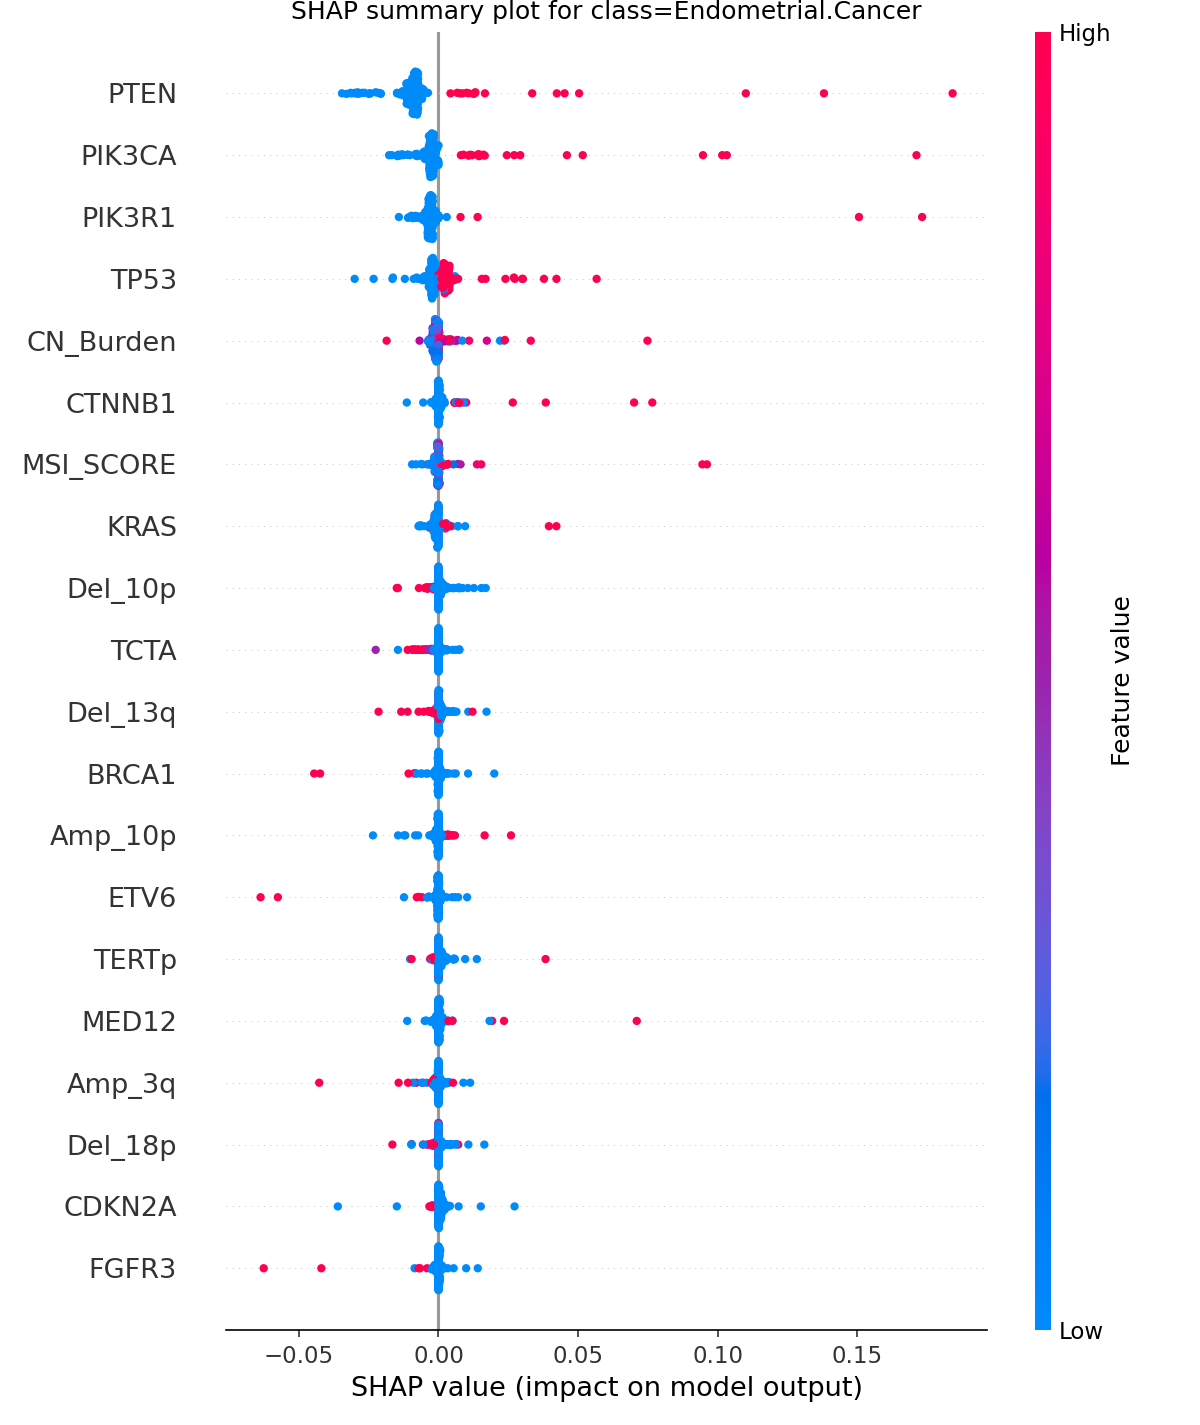 SHAP summary plot for class=Endometrial.Cancer
High
PTEN
PIK3CA
PIK3R1
TP53
CN_Burden
CTNNB1
MSI_SCORE
KRAS
Del_10p
TCTA
Del_13q
BRCA1
Amp_10p
ETV6
TERTp
MED12
Amp_3q
Del_18p
CDKN2A
FGFR3
Feature value
Low
−0.05 0.00 0.05 0.10 0.15
SHAP value (impact on model output)